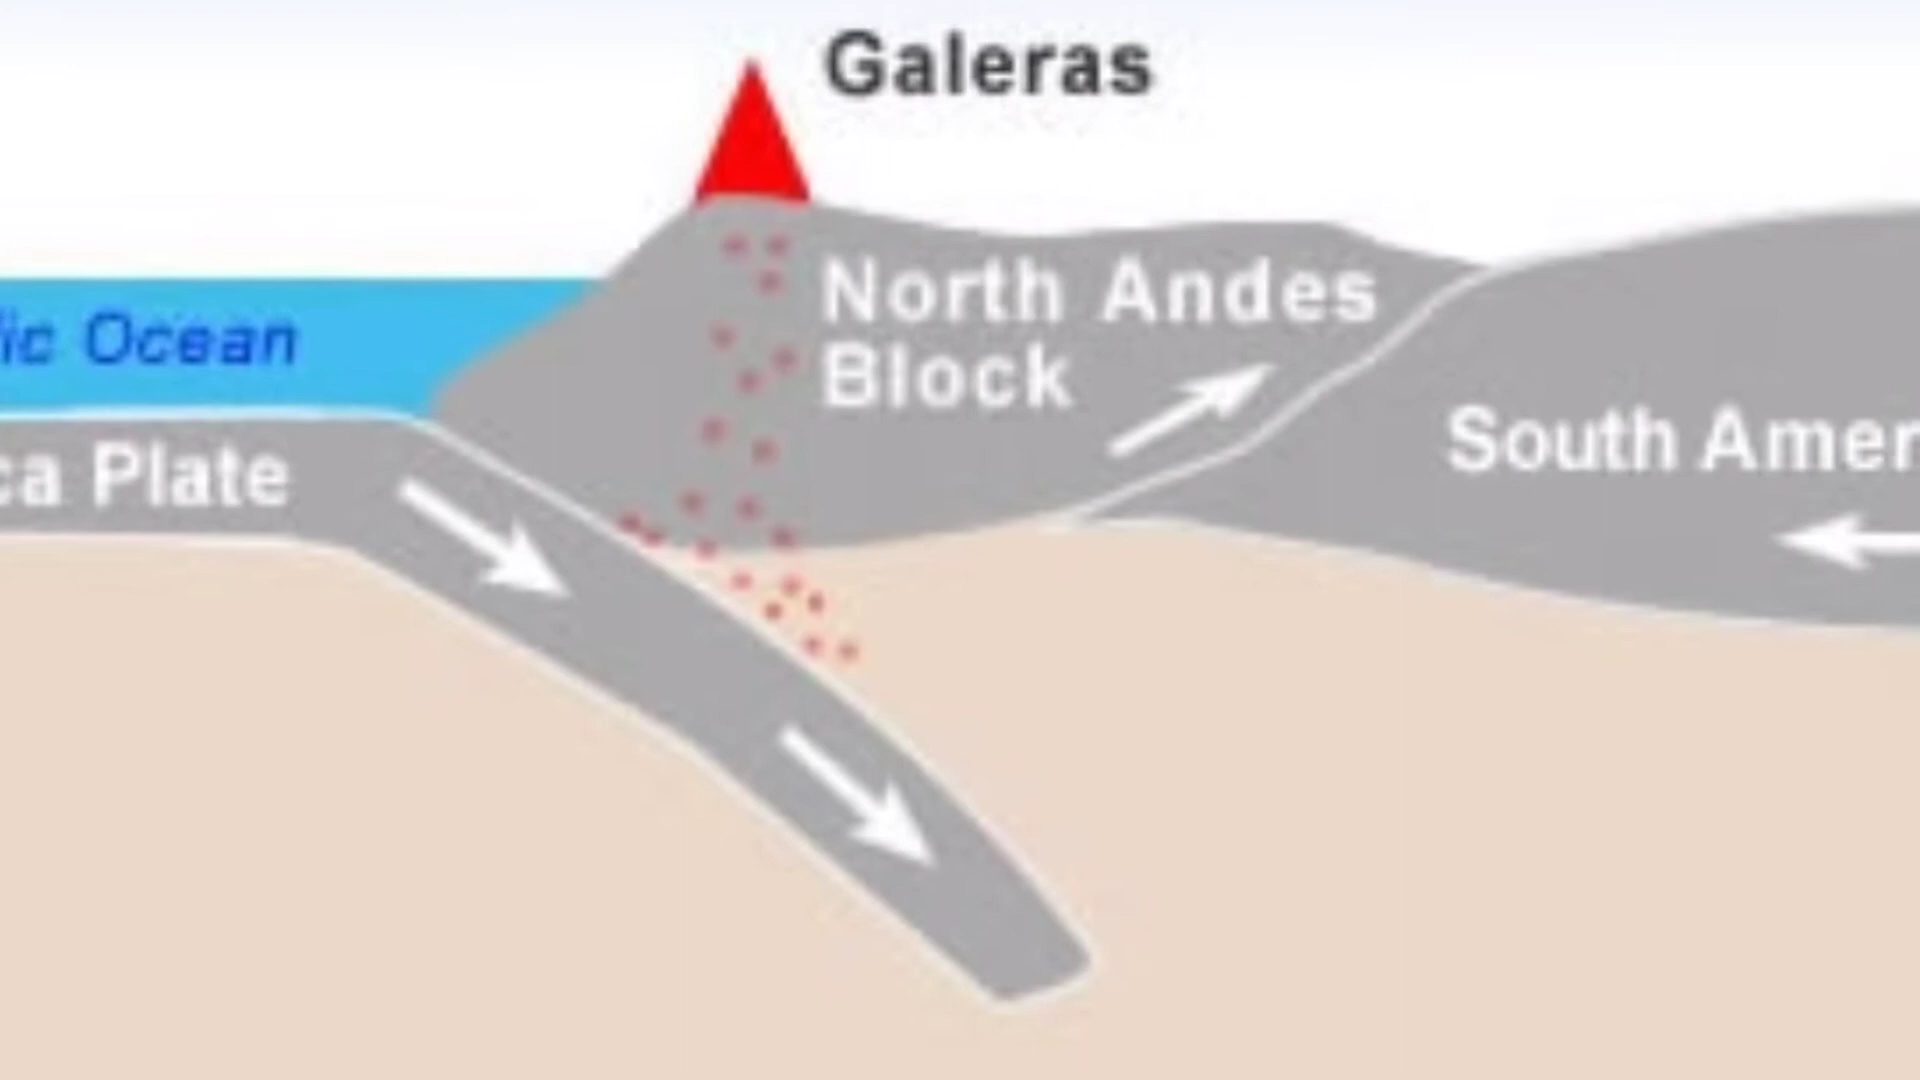 Galeras
ic Ocean
North Andes
Block
ca Plate
South Amer